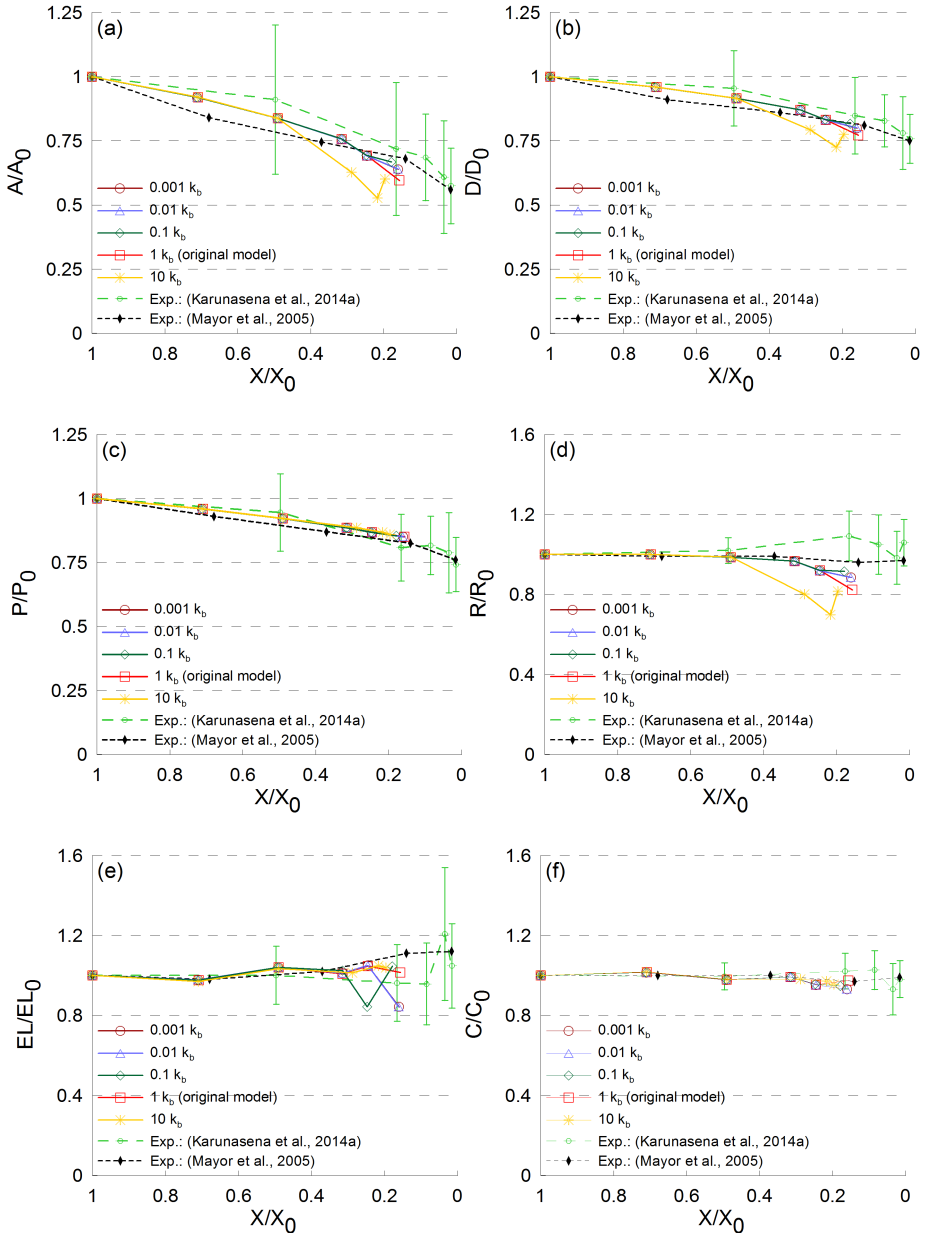 (a)
A/A0
1.25
1
0.75
0.5
0.25
0
0.001 kb
0.01 kb
0.1 kb
1 kb (original model)
10 kb
Exp.: (Karunasena et al., 2014a)
Exp.: (Mayor et al., 2005)
1 0.8 0.6 0.4 0.2 0
X/X0
(b)
D/D0
1.25
1
0.75
0.5
0.25
0
0.001 kb
0.01 kb
0.1 kb
1 kb (original model)
10 kb
Exp.: (Karunasena et al., 2014a)
Exp.: (Mayor et al., 2005)
1 0.8 0.6 0.4 0.2 0
X/X0
(c)
P/P0
1.25
1
0.75
0.5
0.25
0
0.001 kb
0.01 kb
0.1 kb
1 kb (original model)
10 kb
Exp.: (Karunasena et al., 2014a)
Exp.: (Mayor et al., 2005)
1 0.8 0.6 0.4 0.2 0
X/X0
(d)
R/R0
1.6
1.2
0.8
0.4
0
0.001 kb
0.01 kb
0.1 kb
1 kb (original model)
10 kb
Exp.: (Karunasena et al., 2014a)
Exp.: (Mayor et al., 2005)
1 0.8 0.6 0.4 0.2 0
X/X0
(e)
EL/EL0
1.6
1.2
0.8
0.4
0
0.001 kb
0.01 kb
0.1 kb
1 kb (original model)
10 kb
Exp.: (Karunasena et al., 2014a)
Exp.: (Mayor et al., 2005)
1 0.8 0.6 0.4 0.2 0
X/X0
(f)
C/C0
1.6
1.2
0.8
0.4
0
0.001 kb
0.01 kb
0.1 kb
1 kb (original model)
10 kb
Exp.: (Karunasena et al., 2014a)
Exp.: (Mayor et al., 2005)
1 0.8 0.6 0.4 0.2 0
X/X0